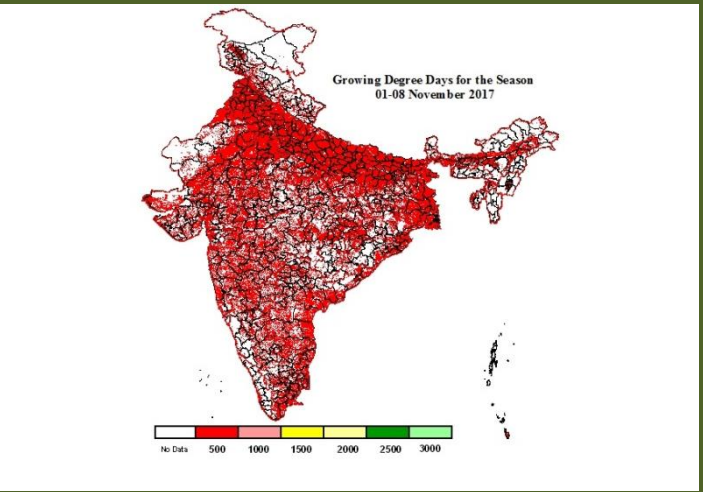 Growing Degree Days for the Season
01-08 November 2017
No Data 500 1000 1500 2000 2500 3000